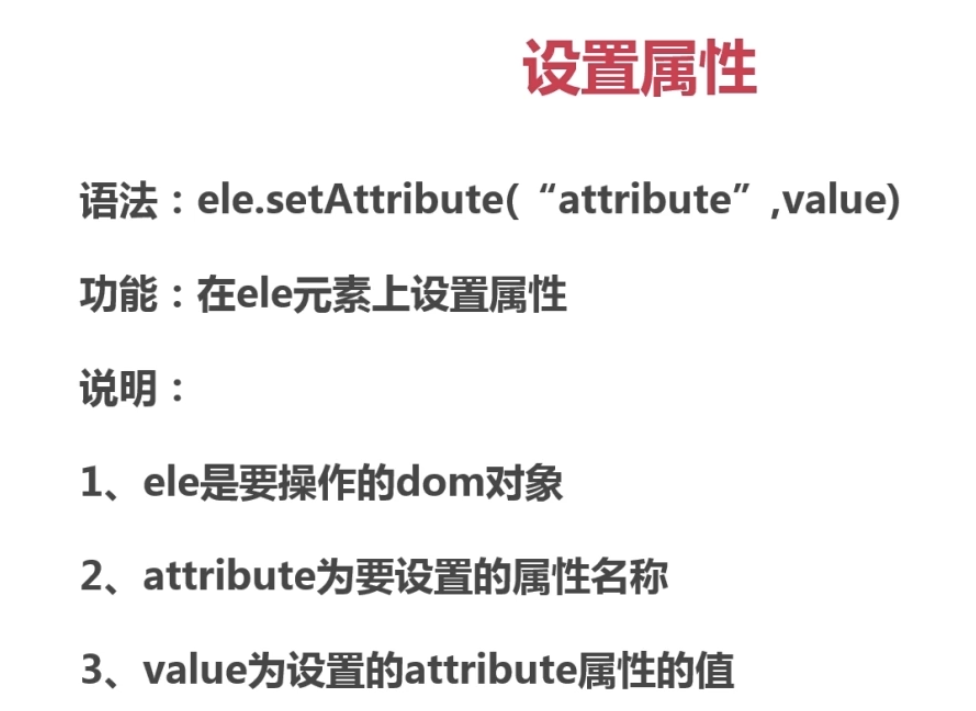 设置属性
语法：ele.setAttribute( “attribute” ,value)
功能：在ele元素上设置属性
说明：
1、ele是要操作的dom对象
2、attribute为要设置的属性名称
3、value为设置的attribute属性的值